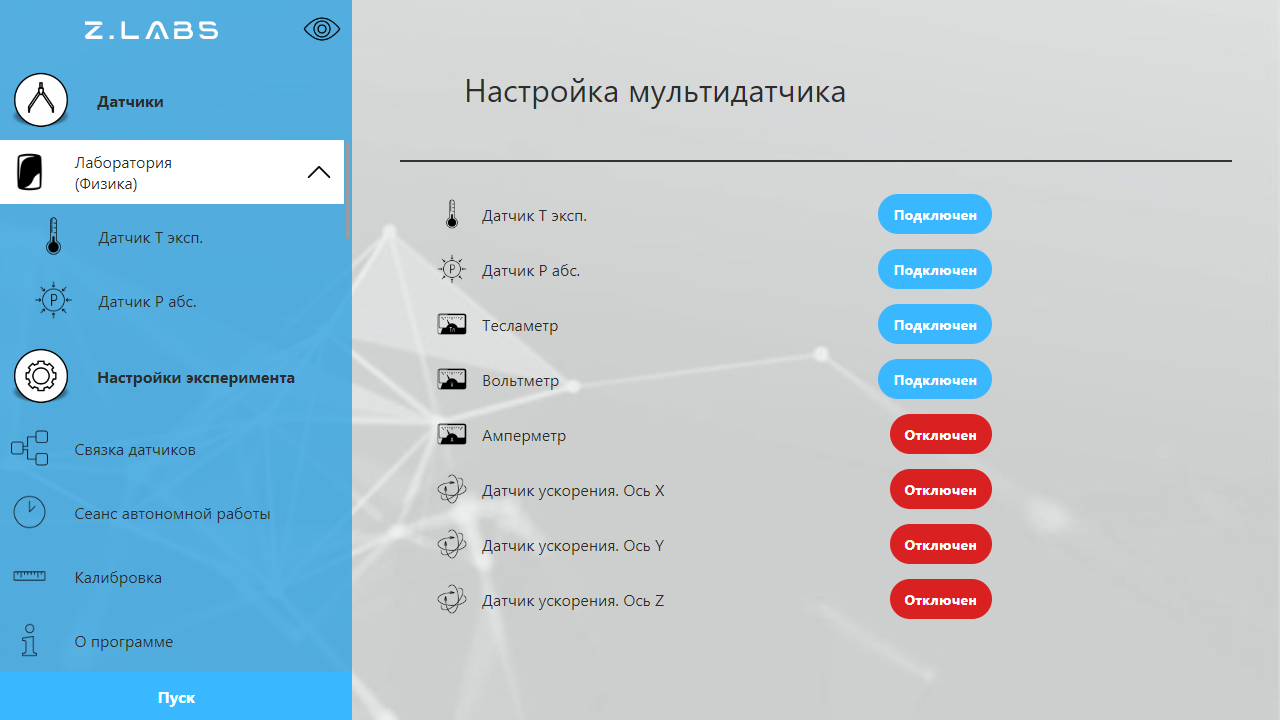 Z.LABS
Датчики
Лаборатория
(Физика)
Датчик Т эксп.
P
Датчик P абс.
Настройки эксперимента
Связка датчиков
Сеанс автономной работы
Калибровка
О программе
Пуск
Настройка мультидатчика
Датчик Т эксп. Подключен
P
Датчик P абс. Подключен
Тесламетр Подключен
Вольтметр Подключен
Амперметр Отключен
Датчик ускорения. Ось X Отключен
Датчик ускорения. Ось Y Отключен
Датчик ускорения. Ось Z Отключен